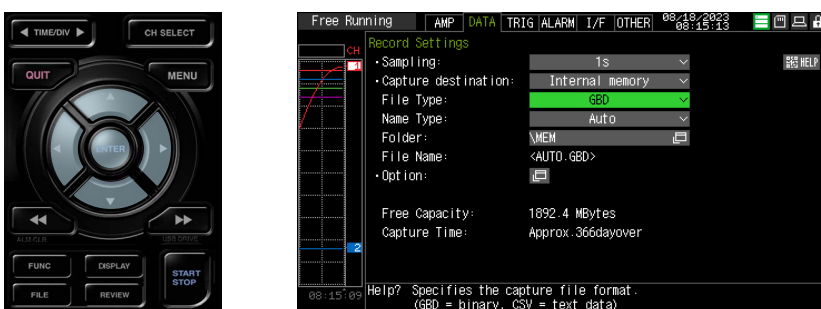 TIME/DIV
CH SELECT
QUIT
MENU
ENTER
ALM.CLR
USB DRIVE
FUNC
DISPLAY
START
STOP
FILE
REVIEW
Free Running
AMP DATA TRIG ALARM I/F OTHER
08/18/2023
08:15:13
CH
Record Settings
1
・Sampling: 1s
HELP
・Capture destination: Internal memory
File Type: GBD
Name Type: Auto
Folder: \MEM
File Name: <AUTO.GBD>
・Option:
Free Capacity: 1892.4 MBytes
Capture Time: Approx.366dayover
2
08:15:09
Help? Specifies the capture file format.
(GBD = binary, CSV = text data)